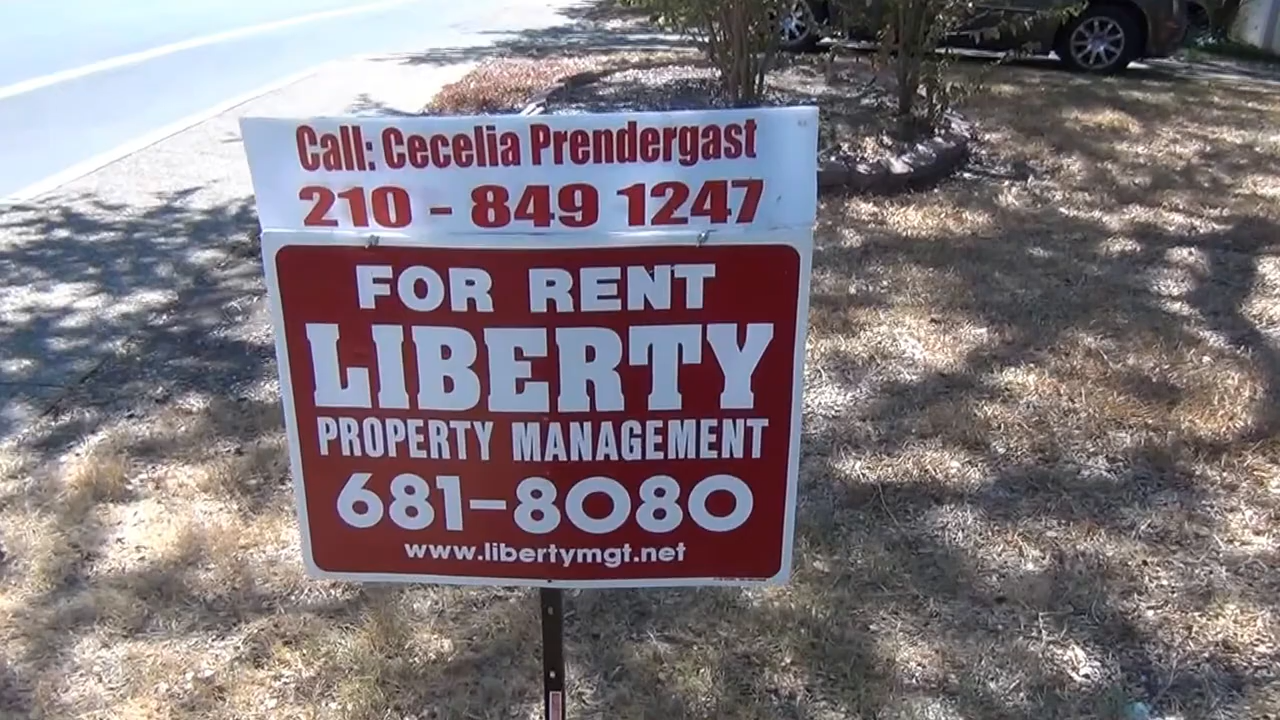 Call: Cecelia Prendergast
210 - 849 1247
FOR RENT
LIBERTY
PROPERTY MANAGEMENT
681-8080
www.libertymgt.net